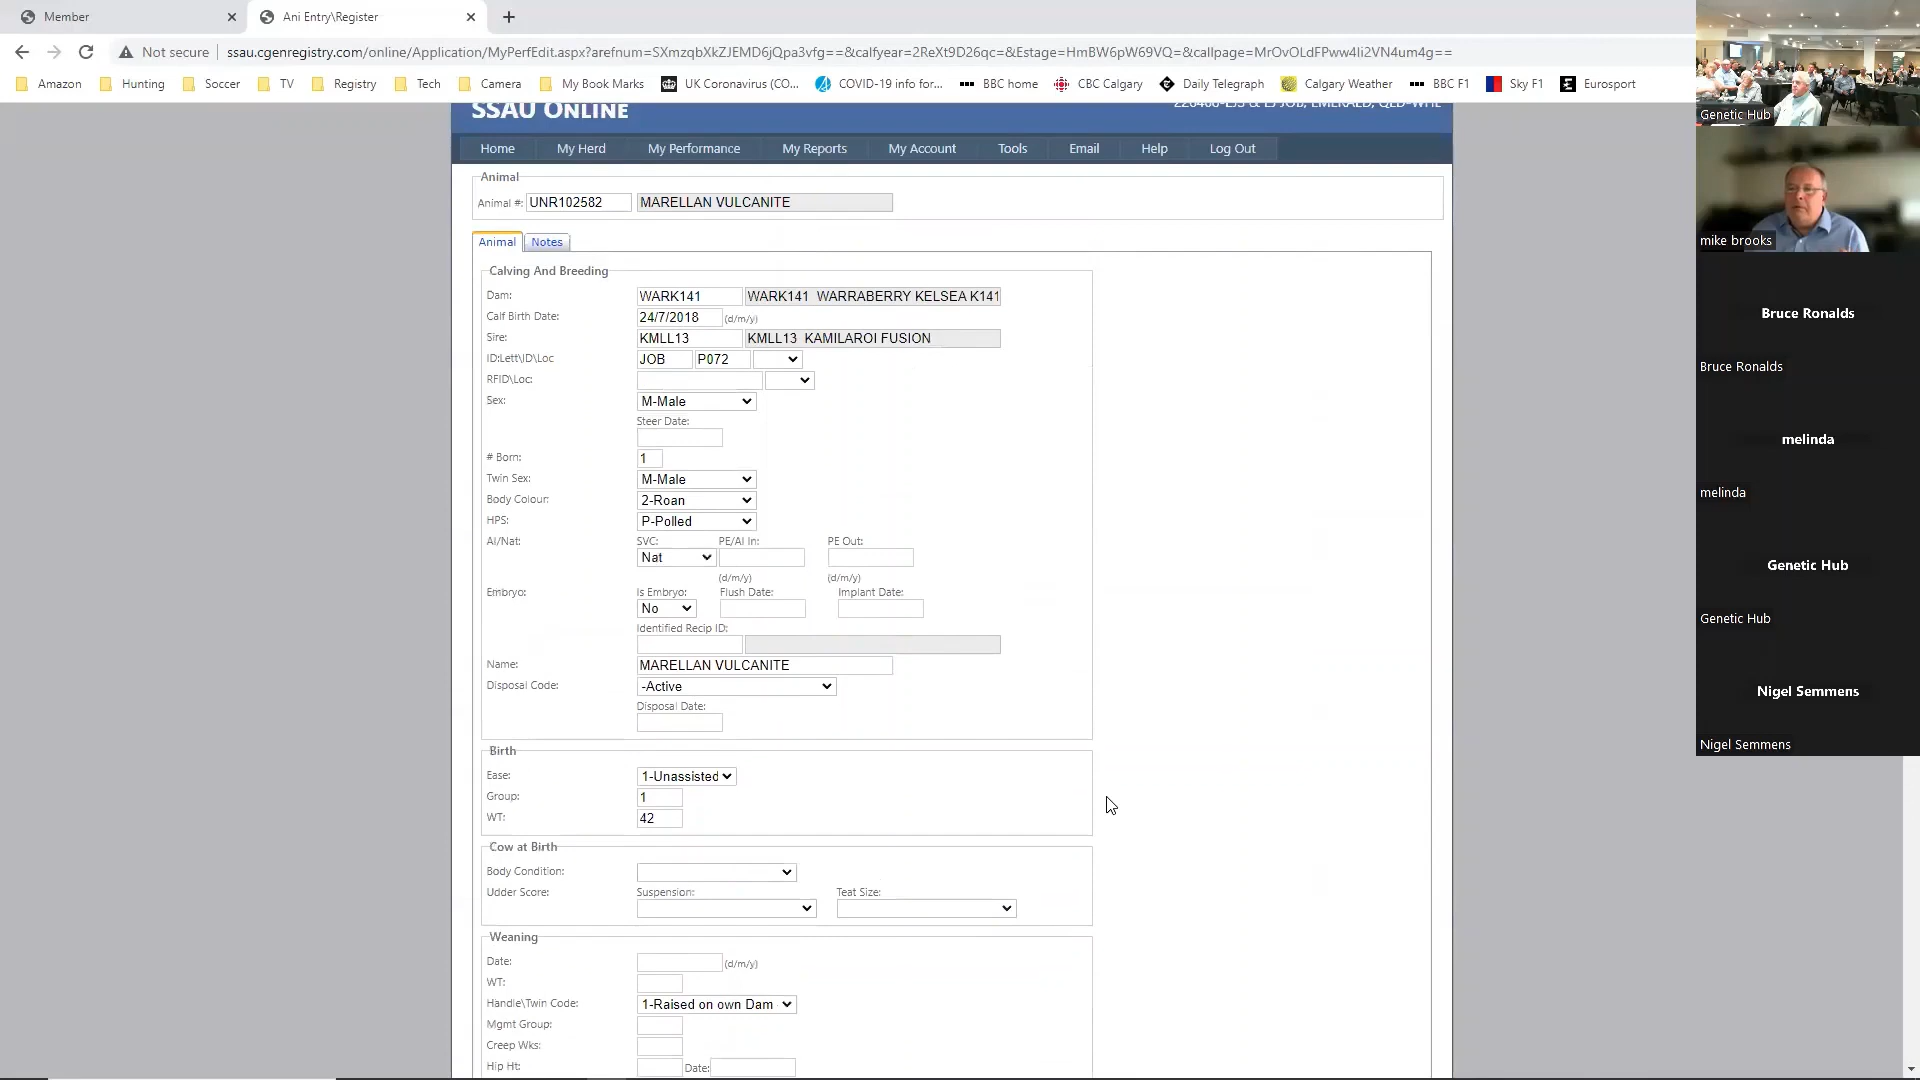 Member
Ani Entry\Register
Not secure
ssau.cgenregistry.com/online/Application/MyPerfEdit.aspx?arefnum=SXmzqbXkZJEMD6jQpa3vfg==&calfyear=2ReXt9D26qc=&Estage=HmBW6pW69VQ=&callpage=MrOvOLdFPww4li2VN4um4g==
Amazon Hunting Soccer TV Registry Tech Camera My Book Marks UK Coronavirus (CO... COVID-19 info for... BBC home CBC Calgary Daily Telegraph Calgary Weather BBC F1 Sky F1 Eurosport
SSAU ONLINE
Home My Herd My Performance My Reports My Account Tools Email Help Log Out
Animal
Animal #: UNR102582 MARELLAN VULCANITE
Animal Notes
Calving And Breeding
Dam: WARK141 WARK141 WARRABERRY KELSEA K141
Calf Birth Date: 24/7/2018 (d/m/y)
Sire: KMLL13 KMLL13 KAMILAROI FUSION
ID:Lett\ID\Loc JOB P072
RFID\Loc:
Sex: M-Male
Steer Date:
# Born: 1
Twin Sex: M-Male
Body Colour: 2-Roan
HPS: P-Polled
AI/Nat: SVC: PE/AI In: PE Out:
Nat
(d/m/y) (d/m/y)
Embryo: Is Embryo: Flush Date: Implant Date:
No
Identified Recip ID:
Name: MARELLAN VULCANITE
Disposal Code: -Active
Disposal Date:
Birth
Ease: 1-Unassisted
Group: 1
WT: 42
Cow at Birth
Body Condition:
Udder Score: Suspension: Teat Size:
Weaning
Date: (d/m/y)
WT:
Handle\Twin Code: 1-Raised on own Dam
Mgmt Group:
Creep Wks:
Hip Ht: Date:
Genetic Hub
mike brooks
Bruce Ronalds
Bruce Ronalds
melinda
melinda
Genetic Hub
Genetic Hub
Nigel Semmens
Nigel Semmens